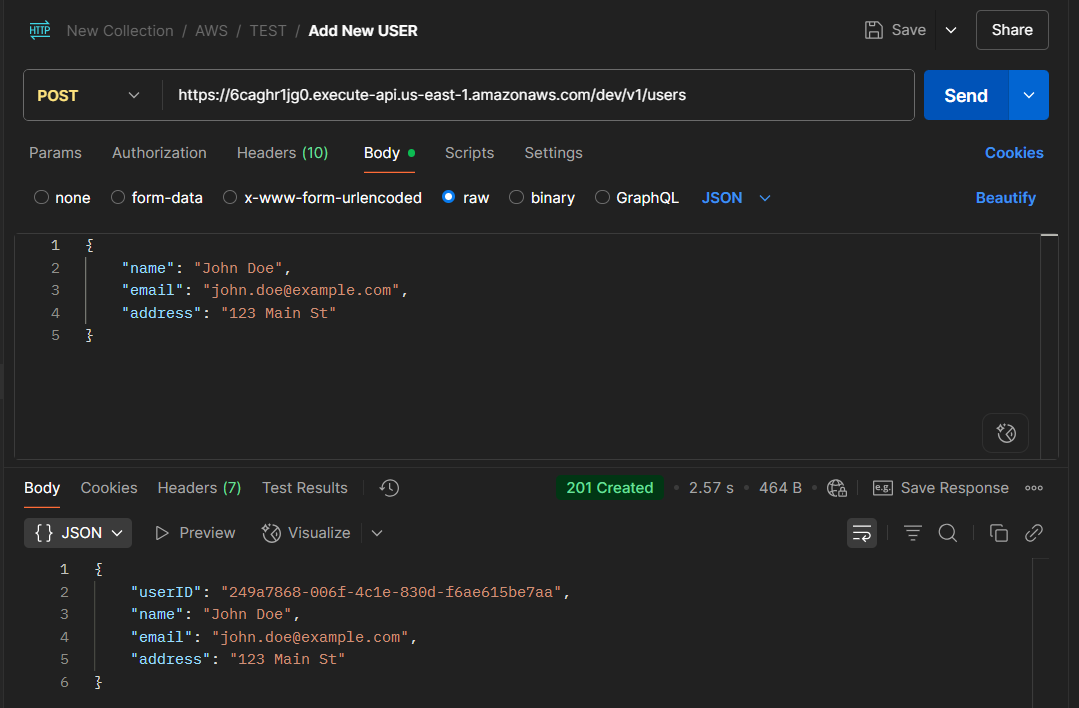 HTTP New Collection / AWS / TEST / Add New USER Save Share
POST https://6caghr1jg0.execute-api.us-east-1.amazonaws.com/dev/v1/users Send
Params Authorization Headers (10) Body Scripts Settings Cookies
none form-data x-www-form-urlencoded raw binary GraphQL JSON Beautify
1 {
2 "name": "John Doe",
3 "email": "john.doe@example.com",
4 "address": "123 Main St"
5 }
Body Cookies Headers (7) Test Results 201 Created • 2.57 s • 464 B • e.g. Save Response
{} JSON Preview Visualize
1 {
2 "userID": "249a7868-006f-4c1e-830d-f6ae615be7aa",
3 "name": "John Doe",
4 "email": "john.doe@example.com",
5 "address": "123 Main St"
6 }